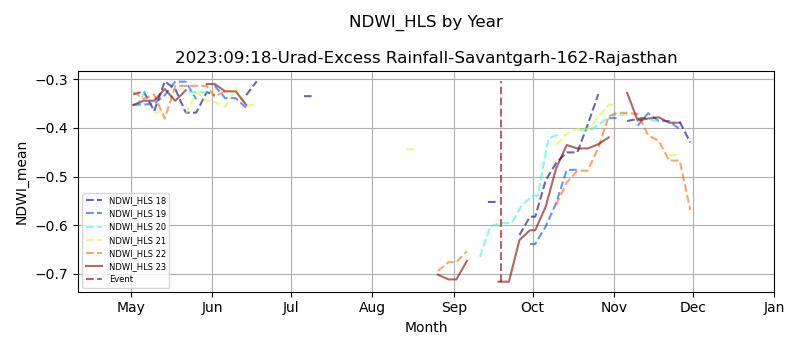 NDWI_HLS by Year
2023:09:18-Urad-Excess Rainfall-Savantgarh-162-Rajasthan
NDWI_mean
−0.3
−0.4
−0.5
−0.6
−0.7
NDWI_HLS 18
NDWI_HLS 19
NDWI_HLS 20
NDWI_HLS 21
NDWI_HLS 22
NDWI_HLS 23
Event
May Jun Jul Aug Sep Oct Nov Dec Jan
Month